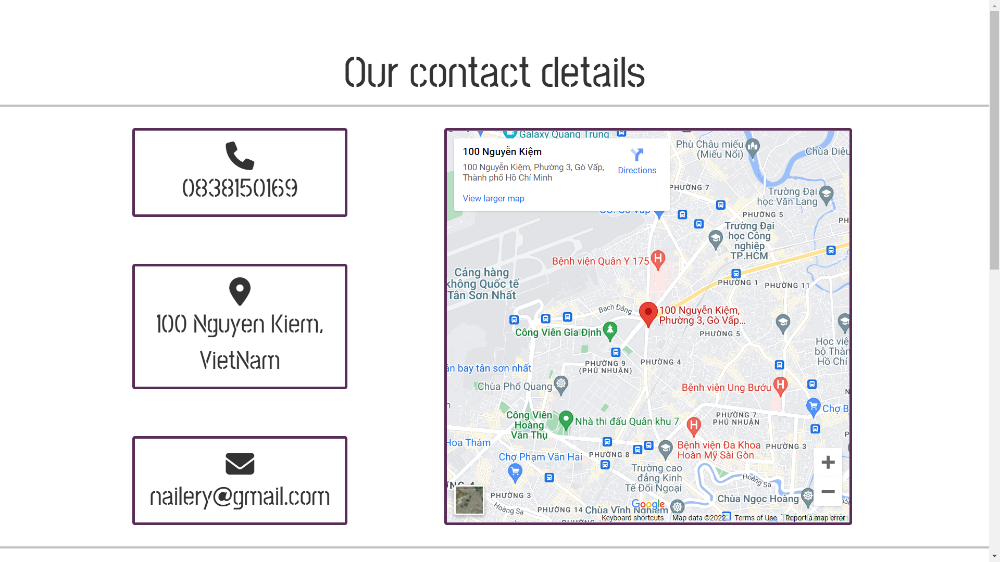 Our contact details
0838150169
100 Nguyen Kiem,
VietNam
nailery@gmail.com
Galaxy Quang Trung
100 Nguyễn Kiệm
100 Nguyễn Kiệm, Phường 3, Gò Vấp,
Thành phố Hồ Chí Minh
Directions
View larger map
Phù Châu miếu
(Miếu Nổi)
Chùa Diệu
PHƯỜNG 7
Trường Đại
học Văn Lang
PHƯỜNG 5
GO! Gò Vấp
PH
Trường Đại
học Công
nghiệp
TP.HCM
Bệnh viện Quân Y 175
Cảng hàng
không Quốc tế
Tân Sơn Nhất
PHƯỜNG 1
PHƯỜNG 11
Bạch Đằng
100 Nguyễn Kiệm,
Phường 3, Gò Vấp...
Công Viên Gia Định
PHƯỜNG 5
Học viện
bộ Thàn
Hồ Chí
PHƯỜNG 9
(PHÚ NHUẬN)
PHƯỜNG 4
ân bay tân sơn nhất
Chùa Phổ Quang
Bệnh viện Ung Bướu
Chợ B
Công Viên
Hoàng
Văn Thụ
Nhà thi đấu Quân khu 7
PHƯỜNG 7
PHÚ NHUẬN
Hoa Thám
Bệnh viện Đa Khoa
Hoàn Mỹ Sài Gòn
PHƯỜNG 3
Chợ Phạm Văn Hai
PHƯỜNG 8
Trường cao
đẳng Kinh
Tế Đối Ngoại
Hoàng Sa
PHƯỜNG 3
Hoàng Sa
PHƯỜNG 14
Chùa Vĩnh Nghiêm
Chùa Ngọc Hoàng
Google
Keyboard shortcuts
Map data ©2022
Terms of Use
Report a map error